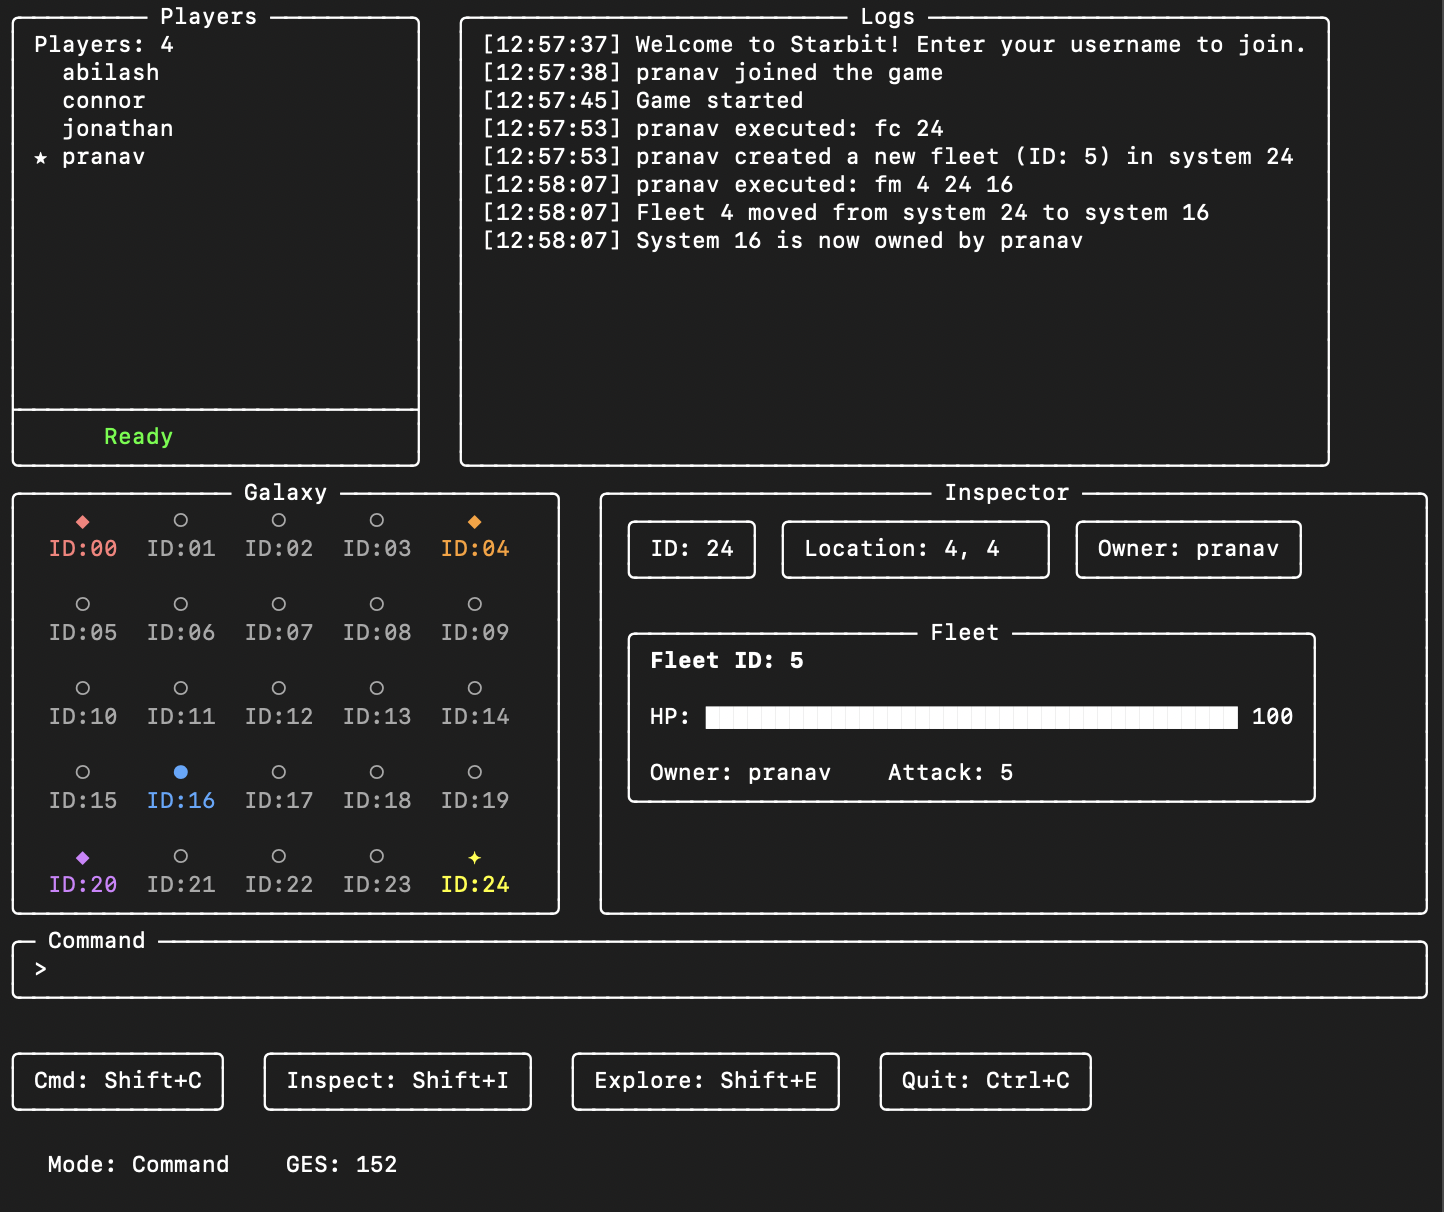 Players
Players: 4
abilash
connor
jonathan
★ pranav
Ready
Logs
[12:57:37] Welcome to Starbit! Enter your username to join.
[12:57:38] pranav joined the game
[12:57:45] Game started
[12:57:53] pranav executed: fc 24
[12:57:53] pranav created a new fleet (ID: 5) in system 24
[12:58:07] pranav executed: fm 4 24 16
[12:58:07] Fleet 4 moved from system 24 to system 16
[12:58:07] System 16 is now owned by pranav
Galaxy
ID:00 ID:01 ID:02 ID:03 ID:04
ID:05 ID:06 ID:07 ID:08 ID:09
ID:10 ID:11 ID:12 ID:13 ID:14
ID:15 ID:16 ID:17 ID:18 ID:19
ID:20 ID:21 ID:22 ID:23 ID:24
Inspector
ID: 24 Location: 4, 4 Owner: pranav
Fleet
Fleet ID: 5
HP: 100
Owner: pranav Attack: 5
Command
>
Cmd: Shift+C Inspect: Shift+I Explore: Shift+E Quit: Ctrl+C
Mode: Command GES: 152